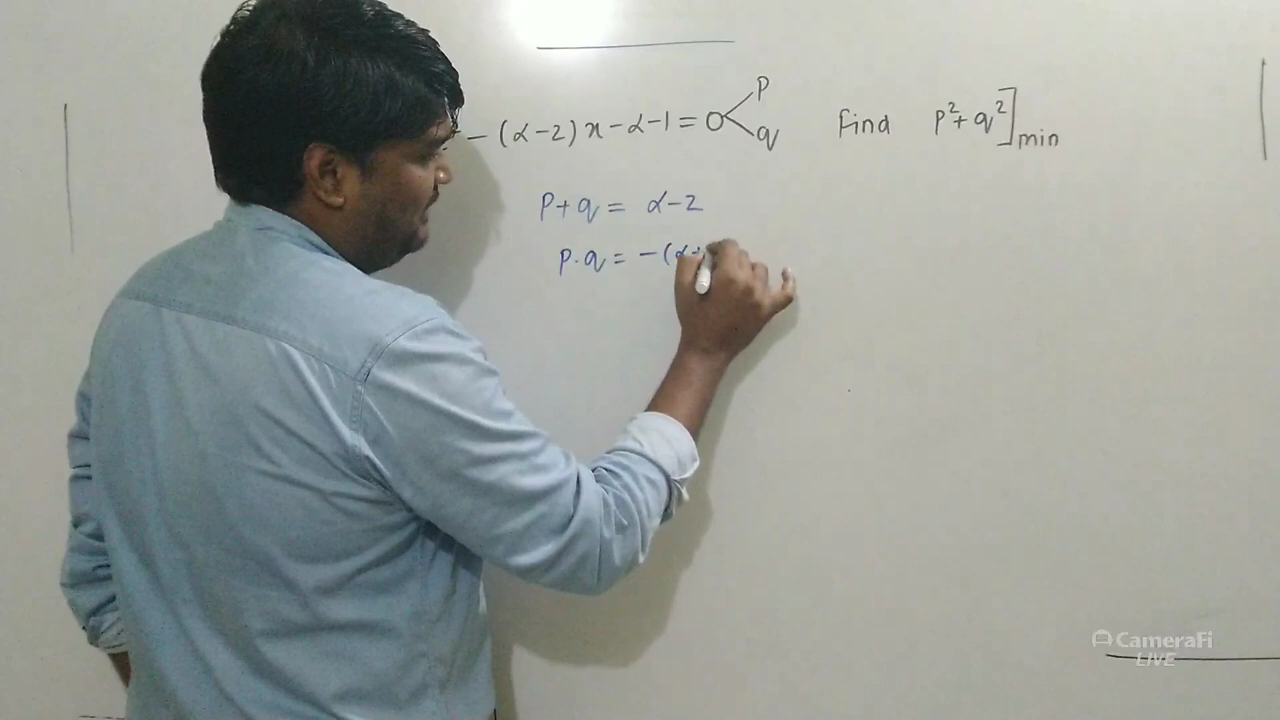 - (α-2)x-α-1=0 p q Find p²+q²]min
p+q = α-2
p.q = -(α+
CameraFi
LIVE